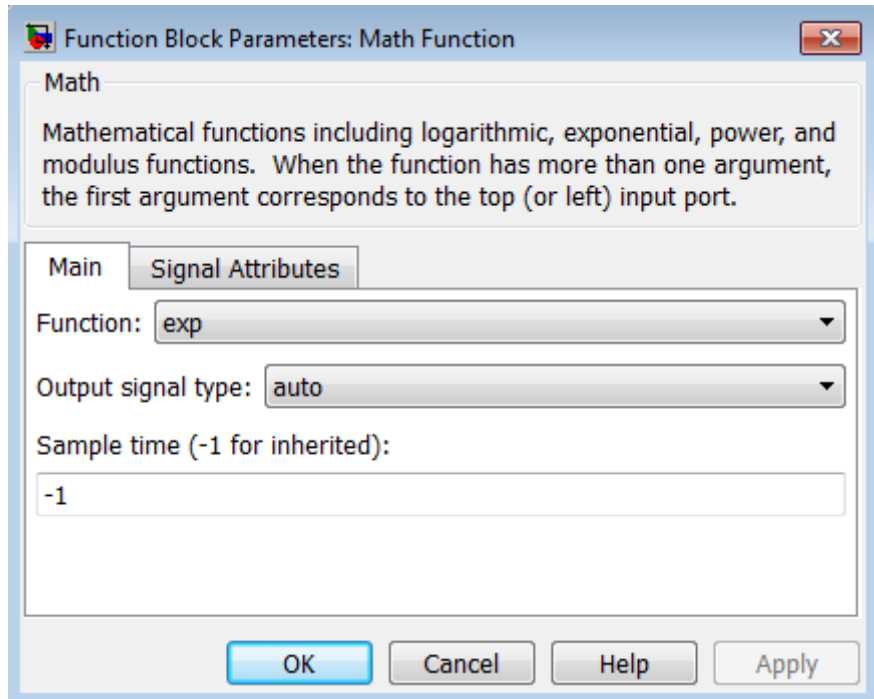 Function Block Parameters: Math Function
Math
Mathematical functions including logarithmic, exponential, power, and
modulus functions.  When the function has more than one argument,
the first argument corresponds to the top (or left) input port.
Main Signal Attributes
Function: exp
Output signal type: auto
Sample time (-1 for inherited):
-1
OK Cancel Help Apply